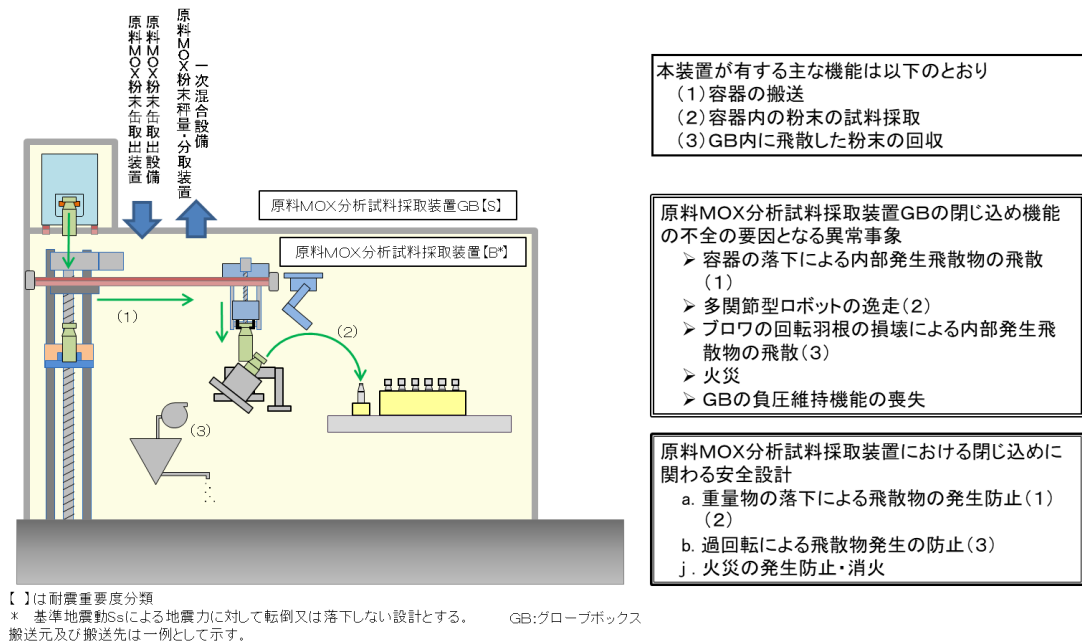 原料MOX粉末缶取出設備
原料MOX粉末缶取出装置
一次混合設備
原料MOX粉末秤量・分取装置
原料MOX分析試料採取装置GB【S】
原料MOX分析試料採取装置【B*】
(1)
(2)
(3)
本装置が有する主な機能は以下のとおり
(1)容器の搬送
(2)容器内の粉末の試料採取
(3)GB内に飛散した粉末の回収
原料MOX分析試料採取装置GBの閉じ込め機能
の不全の要因となる異常事象
➢ 容器の落下による内部発生飛散物の飛散
(1)
➢ 多関節型ロボットの逸走(2)
➢ ブロワの回転羽根の損壊による内部発生飛
散物の飛散(3)
➢ 火災
➢ GBの負圧維持機能の喪失
原料MOX分析試料採取装置における閉じ込めに
関わる安全設計
a. 重量物の落下による飛散物の発生防止(1)
(2)
b. 過回転による飛散物発生の防止(3)
j. 火災の発生防止・消火
【 】は耐震重要度分類
* 基準地震動Ssによる地震力に対して転倒又は落下しない設計とする。 GB:グローブボックス
搬送元及び搬送先は一例として示す。